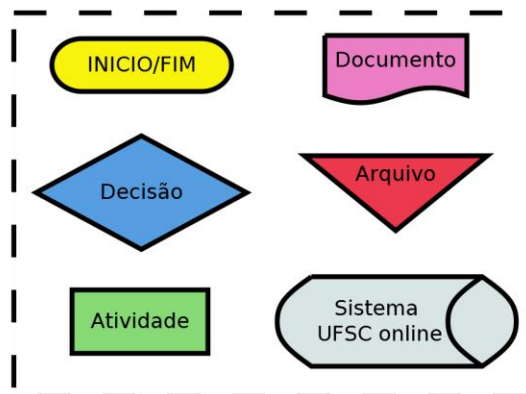 INICIO/FIM
Documento
Decisão
Arquivo
Atividade
Sistema
UFSC online